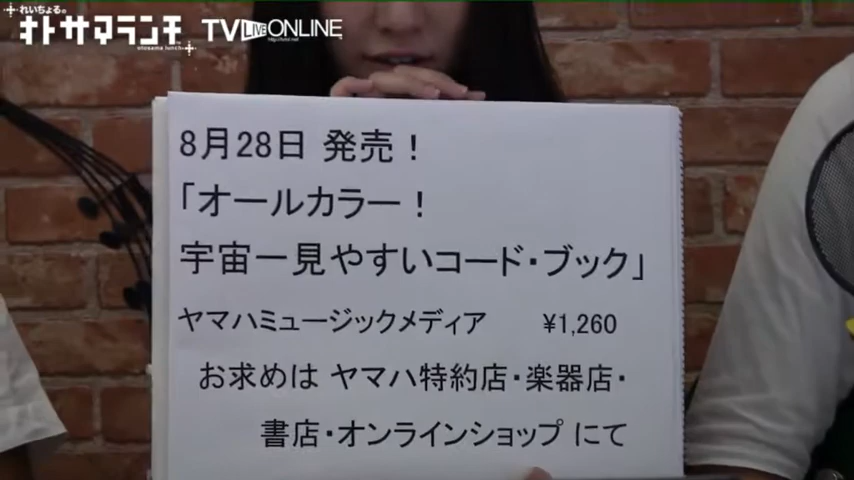 れいちょるの
オトサマランチ
otosama lunch
TV LIVE ONLINE
8月28日 発売！
「オールカラー！
宇宙一見やすいコード・ブック」
ヤマハミュージックメディア ¥1,260
お求めは ヤマハ特約店・楽器店・
書店・オンラインショップ にて